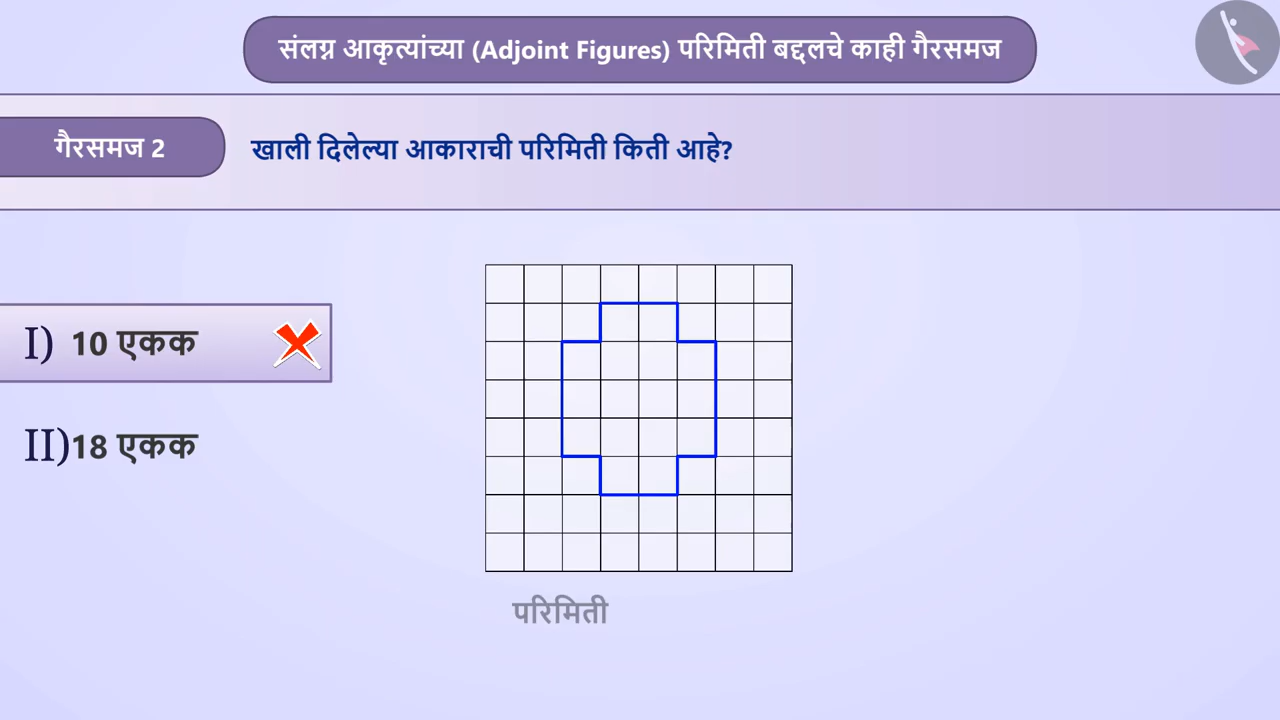 संलग्न आकृत्यांच्या (Adjoint Figures) परिमिती बद्दलचे काही गैरसमज
गैरसमज 2
खाली दिलेल्या आकाराची परिमिती किती आहे?
I) 10 एकक
II)18 एकक
परिमिती